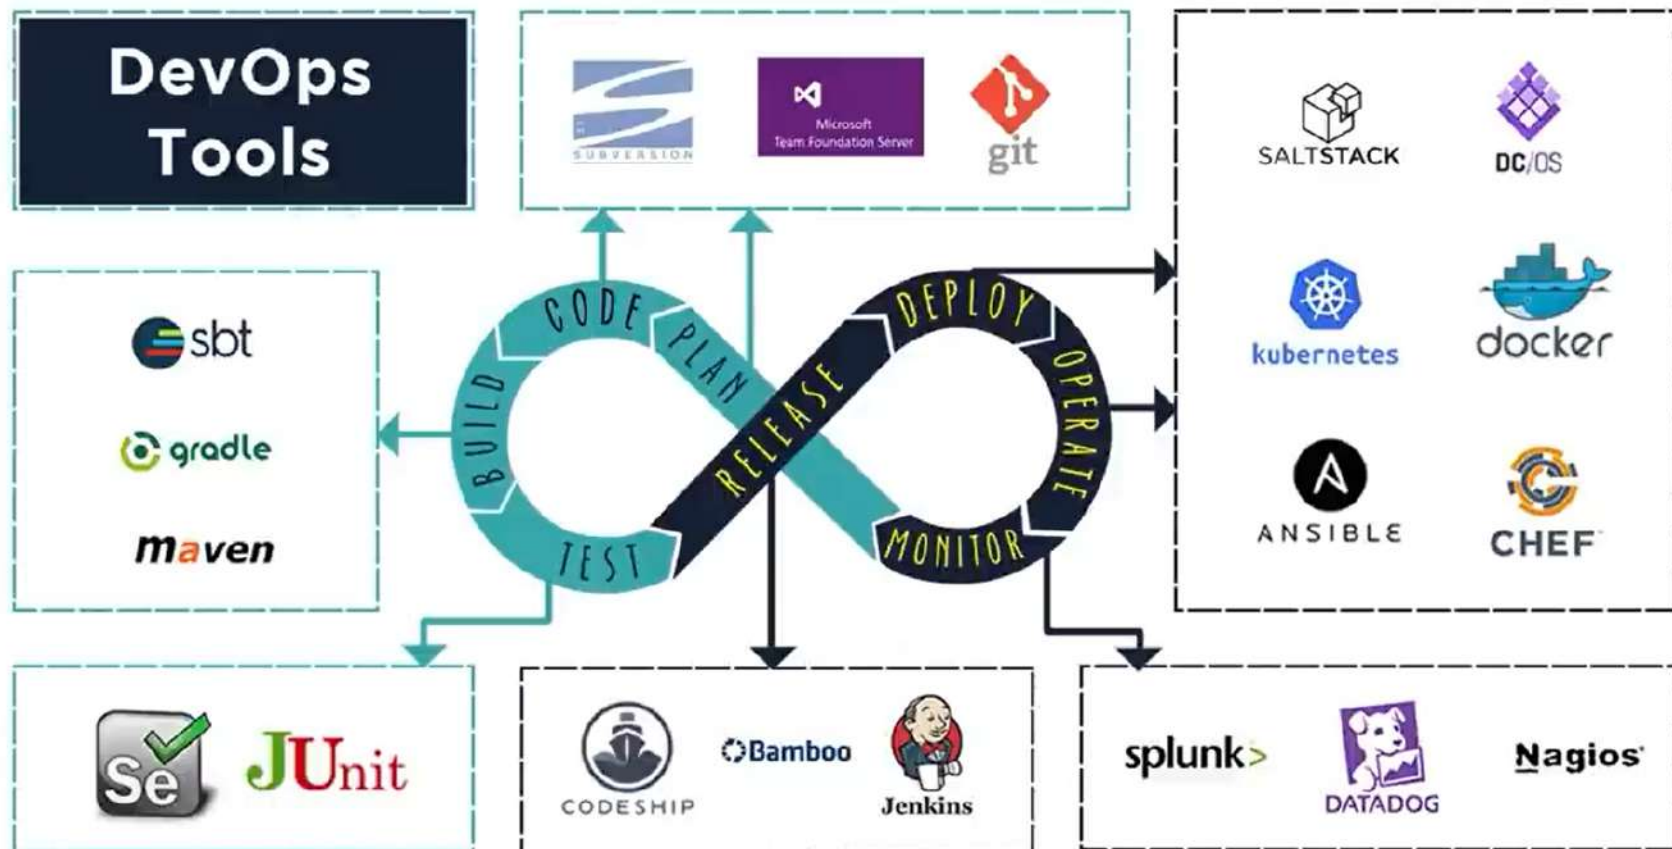 DevOps
Tools
SUBVERSION
Microsoft
Team Foundation Server
git
SALTSTACK
DC/OS
kubernetes
docker
ANSIBLE
CHEF
sbt
gradle
maven
CODE
PLAN
BUILD
TEST
RELEASE
DEPLOY
OPERATE
MONITOR
Se
JUnit
CODESHIP
Bamboo
Jenkins
splunk>
DATADOG
Nagios